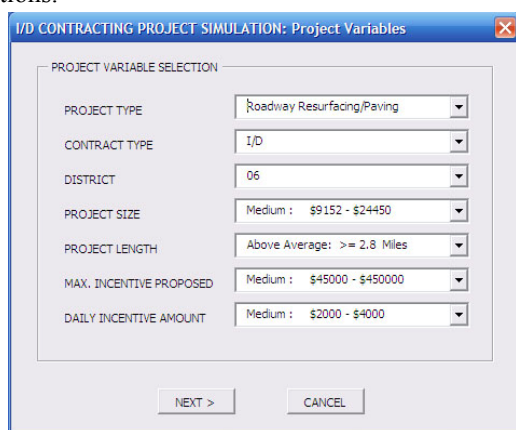 tions.
I/D CONTRACTING PROJECT SIMULATION: Project Variables
PROJECT VARIABLE SELECTION
PROJECT TYPE Roadway Resurfacing/Paving
CONTRACT TYPE I/D
DISTRICT 06
PROJECT SIZE Medium : $9152 - $24450
PROJECT LENGTH Above Average: >= 2.8 Miles
MAX. INCENTIVE PROPOSED Medium : $45000 - $450000
DAILY INCENTIVE AMOUNT Medium : $2000 - $4000
NEXT > CANCEL